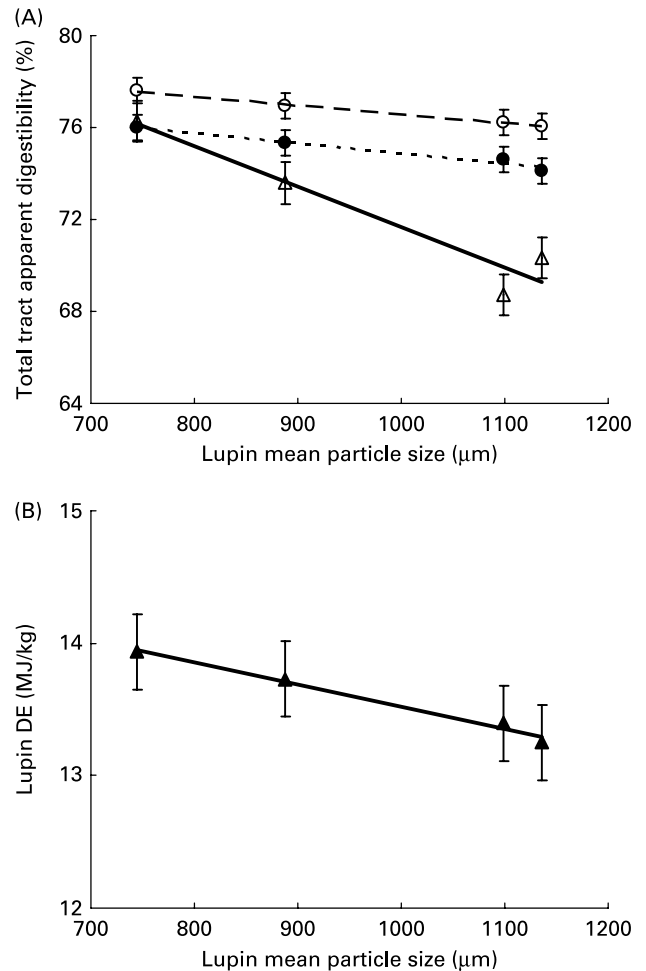 (A)
80
76
72
68
64
Total tract apparent digestibility (%)
700 800 900 1000 1100 1200
Lupin mean particle size (μm)
(B)
15
14
13
12
Lupin DE (MJ/kg)
700 800 900 1000 1100 1200
Lupin mean particle size (μm)